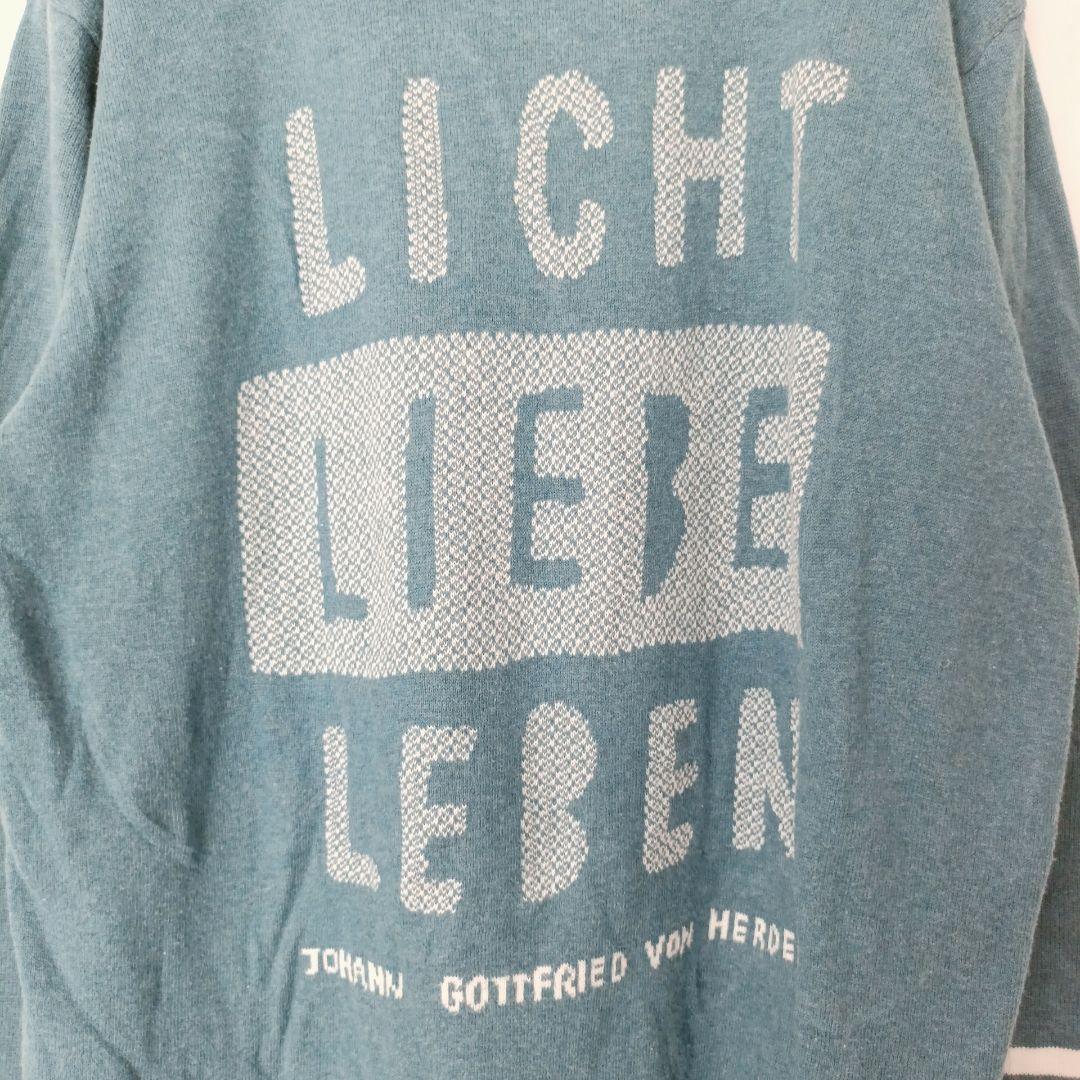 LICHT
LIEBE
LEBEN
JOHANN GOTTFRIED VON HERDE